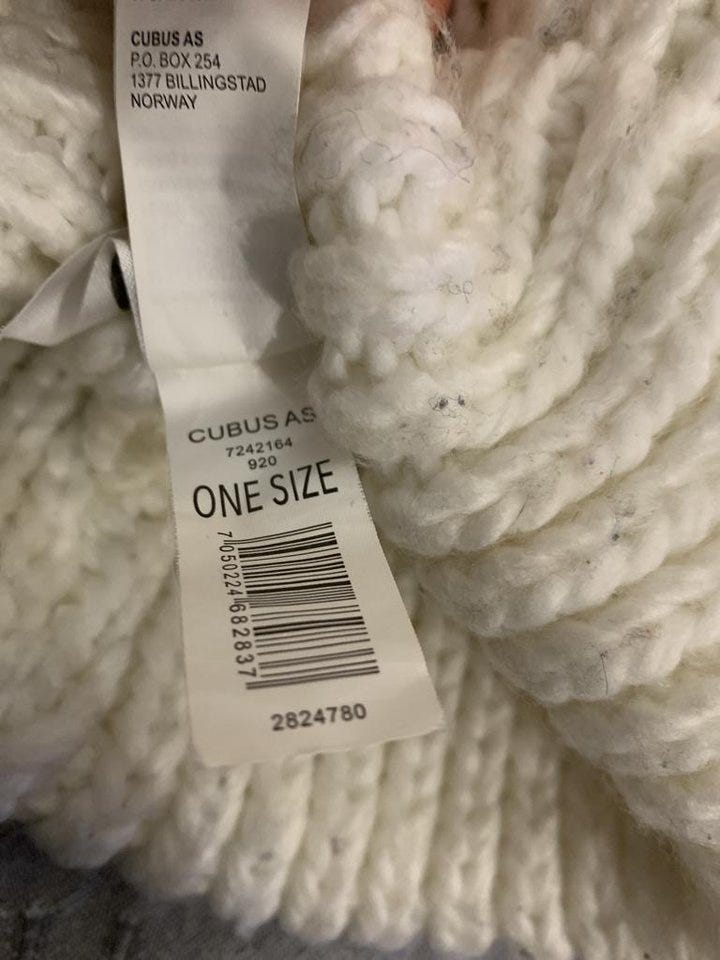 CUBUS AS
P.O. BOX 254
1377 BILLINGSTAD
NORWAY
CUBUS AS
7242164
920
ONE SIZE
7050224682837
2824780